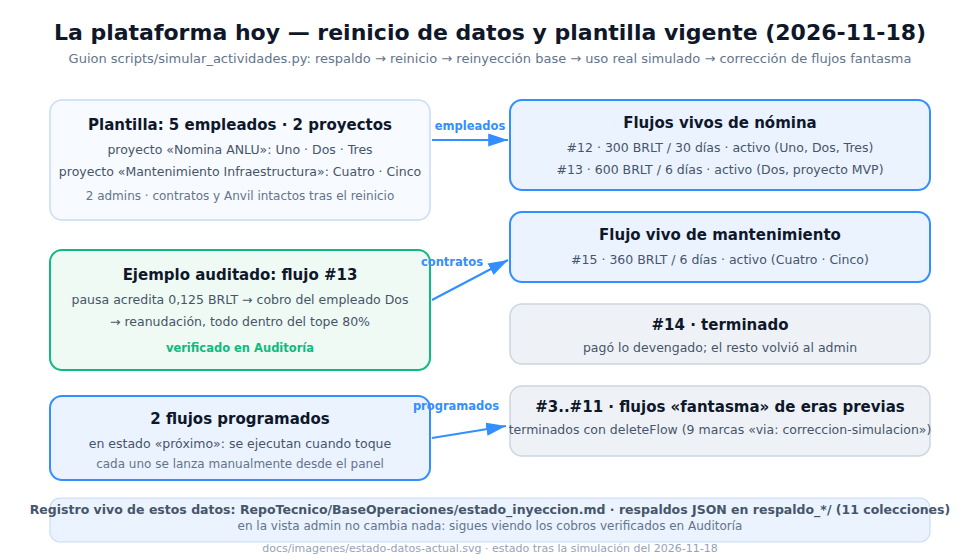 La plataforma hoy — reinicio de datos y plantilla vigente (2026-11-18)
Guion scripts/simular_actividades.py: respaldo → reinicio → reinyección base → uso real simulado → corrección de flujos fantasma
Plantilla: 5 empleados · 2 proyectos
proyecto «Nomina ANLU»: Uno · Dos · Tres
proyecto «Mantenimiento Infraestructura»: Cuatro · Cinco
2 admins · contratos y Anvil intactos tras el reinicio
empleados
Flujos vivos de nómina
#12 · 300 BRLT / 30 días · activo (Uno, Dos, Tres)
#13 · 600 BRLT / 6 días · activo (Dos, proyecto MVP)
Ejemplo auditado: flujo #13
pausa acredita 0,125 BRLT → cobro del empleado Dos
→ reanudación, todo dentro del tope 80%
verificado en Auditoría
contratos
Flujo vivo de mantenimiento
#15 · 360 BRLT / 6 días · activo (Cuatro · Cinco)
#14 · terminado
pagó lo devengado; el resto volvió al admin
2 flujos programados
en estado «próximo»: se ejecutan cuando toque
cada uno se lanza manualmente desde el panel
programados
#3..#11 · flujos «fantasma» de eras previas
terminados con deleteFlow (9 marcas «via: correccion-simulacion»)
Registro vivo de estos datos: RepoTecnico/BaseOperaciones/estado_inyeccion.md · respaldos JSON en respaldo_*/ (11 colecciones)
en la vista admin no cambia nada: sigues viendo los cobros verificados en Auditoría
docs/imagenes/estado-datos-actual.svg · estado tras la simulación del 2026-11-18